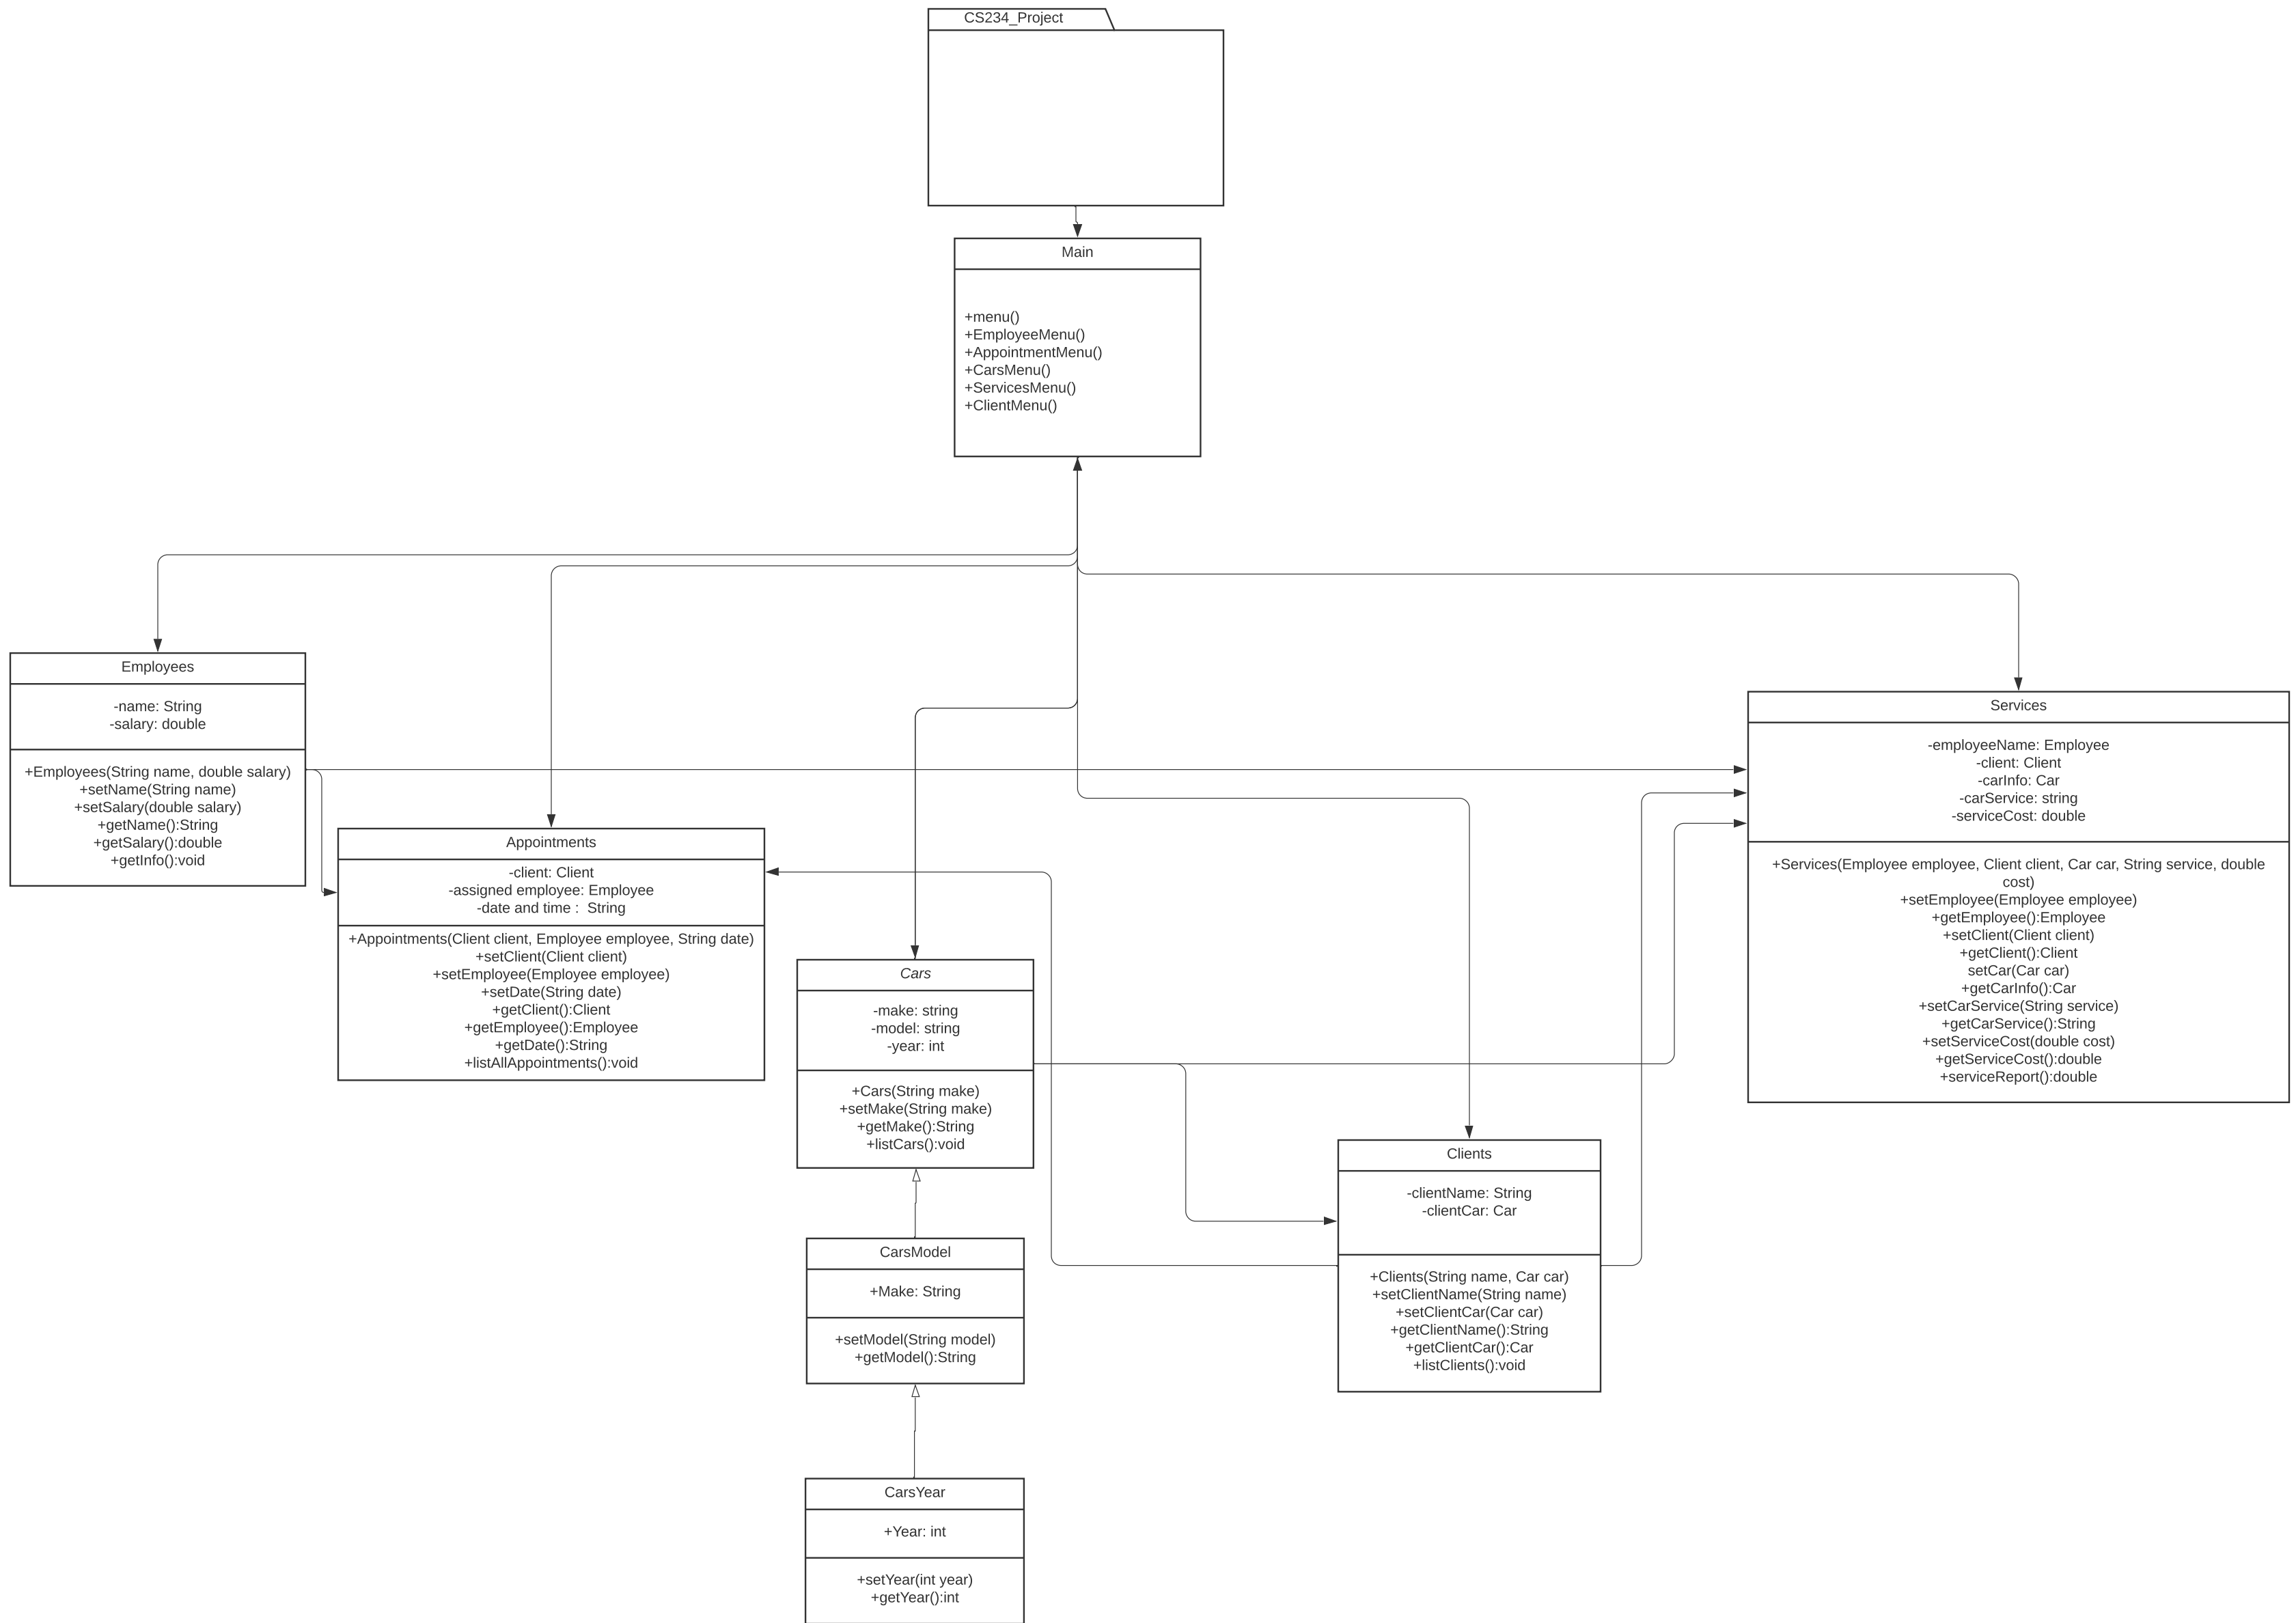 CS234_Project
Main
+menu()
+EmployeeMenu()
+AppointmentMenu()
+CarsMenu()
+ServicesMenu()
+ClientMenu()
Employees
-name: String
-salary: double
+Employees(String name, double salary)
+setName(String name)
+setSalary(double salary)
+getName():String
+getSalary():double
+getInfo():void
Appointments
-client: Client
-assigned employee: Employee
-date and time :  String
+Appointments(Client client, Employee employee, String date)
+setClient(Client client)
+setEmployee(Employee employee)
+setDate(String date)
+getClient():Client
+getEmployee():Employee
+getDate():String
+listAllAppointments():void
Cars
-make: string
-model: string
-year: int
+Cars(String make)
+setMake(String make)
+getMake():String
+listCars():void
CarsModel
+Make: String
+setModel(String model)
+getModel():String
CarsYear
+Year: int
+setYear(int year)
+getYear():int
Clients
-clientName: String
-clientCar: Car
+Clients(String name, Car car)
+setClientName(String name)
+setClientCar(Car car)
+getClientName():String
+getClientCar():Car
+listClients():void
Services
-employeeName: Employee
-client: Client
-carInfo: Car
-carService: string
-serviceCost: double
+Services(Employee employee, Client client, Car car, String service, double
cost)
+setEmployee(Employee employee)
+getEmployee():Employee
+setClient(Client client)
+getClient():Client
setCar(Car car)
+getCarInfo():Car
+setCarService(String service)
+getCarService():String
+setServiceCost(double cost)
+getServiceCost():double
+serviceReport():double